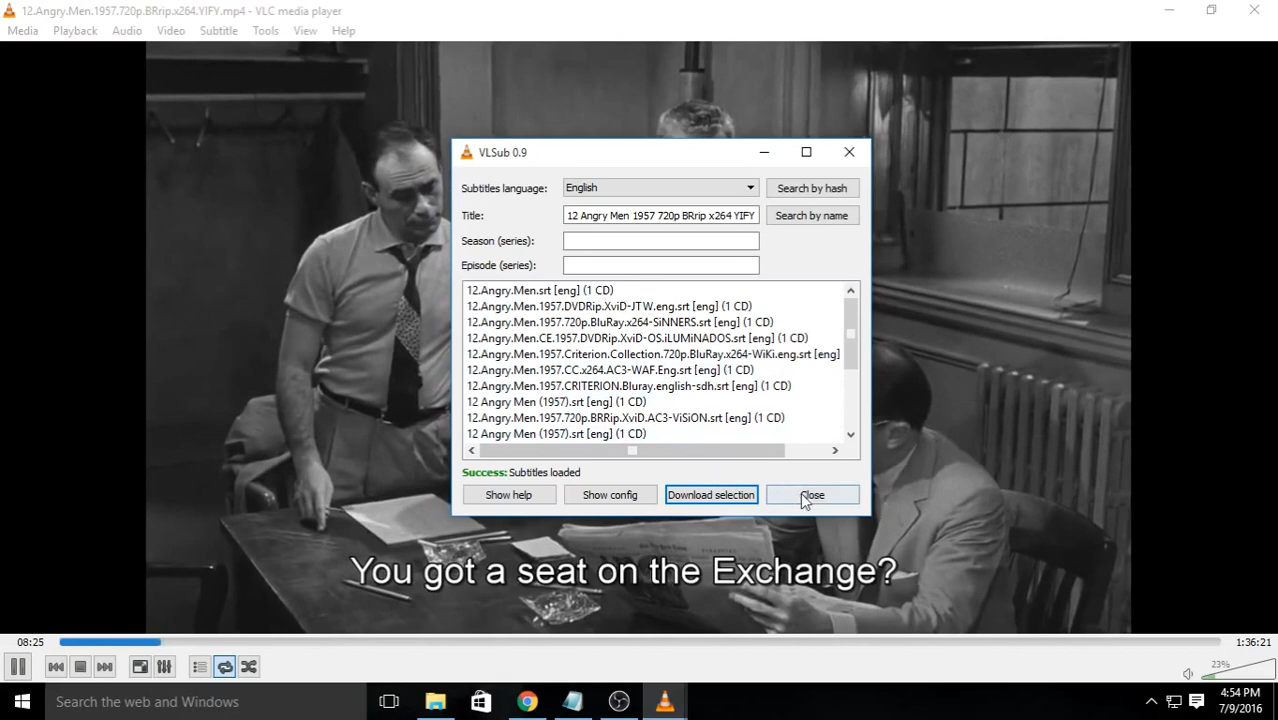 12.Angry.Men.1957.720p.BRrip.x264.YIFY.mp4 - VLC media player
Media Playback Audio Video Subtitle Tools View Help
VLSub 0.9
Subtitles language: English Search by hash
Title: 12 Angry Men 1957 720p BRrip x264 YIFY Search by name
Season (series):
Episode (series):
12.Angry.Men.srt [eng] (1 CD)
12.Angry.Men.1957.DVDRip.XviD-JTW.eng.srt [eng] (1 CD)
12.Angry.Men.1957.720p.BluRay.x264-SiNNERS.srt [eng] (1 CD)
12.Angry.Men.CE.1957.DVDRip.XviD-OS.iLUMiNADOS.srt [eng] (1 CD)
12.Angry.Men.1957.Criterion.Collection.720p.BluRay.x264-WiKi.eng.srt [eng]
12.Angry.Men.1957.CC.x264.AC3-WAF.Eng.srt [eng] (1 CD)
12.Angry.Men.1957.CRITERION.Bluray.english-sdh.srt [eng] (1 CD)
12 Angry Men (1957).srt [eng] (1 CD)
12.Angry.Men.1957.720p.BRRip.XviD.AC3-ViSiON.srt [eng] (1 CD)
12 Angry Men (1957).srt [eng] (1 CD)
Success: Subtitles loaded
Show help Show config Download selection Close
You got a seat on the Exchange?
08:25 1:36:21
23%
Search the web and Windows
4:54 PM
7/9/2016